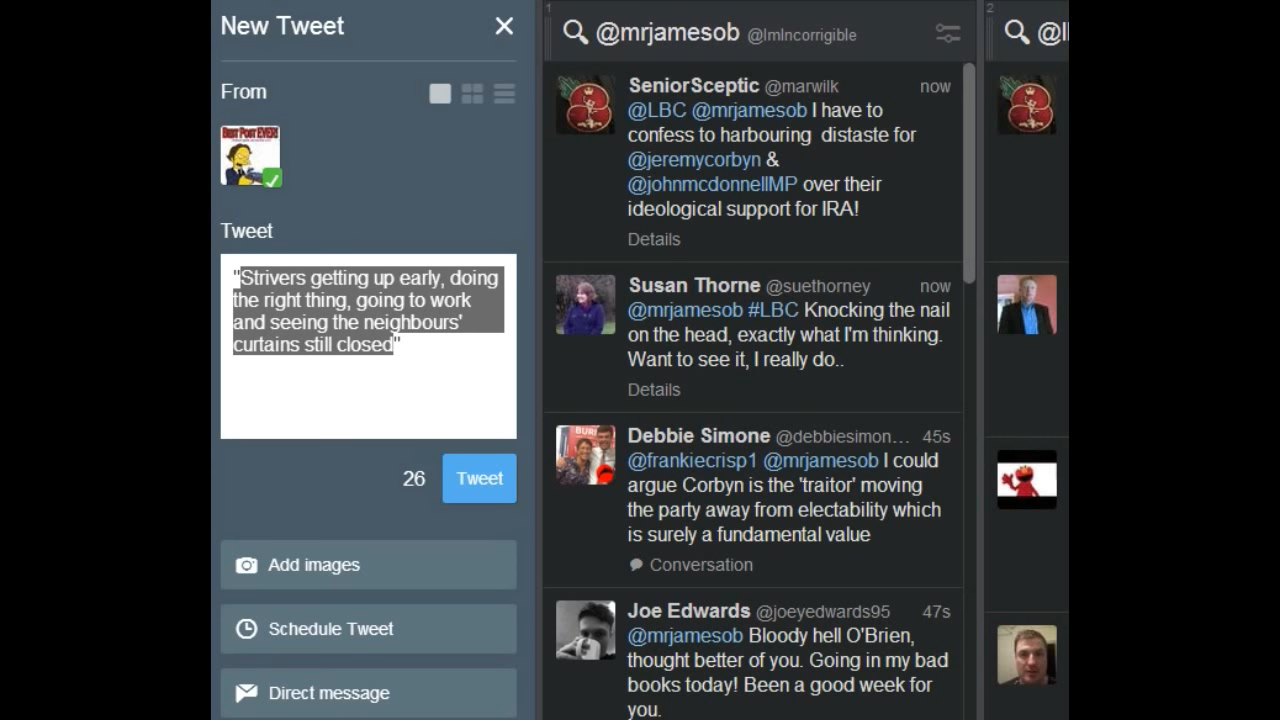 New Tweet
From
BEST POST EVER!
Tweet
"Strivers getting up early, doing
the right thing, going to work
and seeing the neighbours'
curtains still closed"
26
Tweet
Add images
Schedule Tweet
Direct message
1
@mrjamesob @ImIncorrigible
SeniorSceptic @marwilk now
@LBC @mrjamesob I have to
confess to harbouring distaste for
@jeremycorbyn &
@johnmcdonnellMP over their
ideological support for IRA!
Details
Susan Thorne @suethorney now
@mrjamesob #LBC Knocking the nail
on the head, exactly what I'm thinking.
Want to see it, I really do..
Details
Debbie Simone @debbiesimon... 45s
@frankiecrisp1 @mrjamesob I could
argue Corbyn is the 'traitor' moving
the party away from electability which
is surely a fundamental value
Conversation
Joe Edwards @joeyedwards95 47s
@mrjamesob Bloody hell O'Brien,
thought better of you. Going in my bad
books today! Been a good week for
you.
2